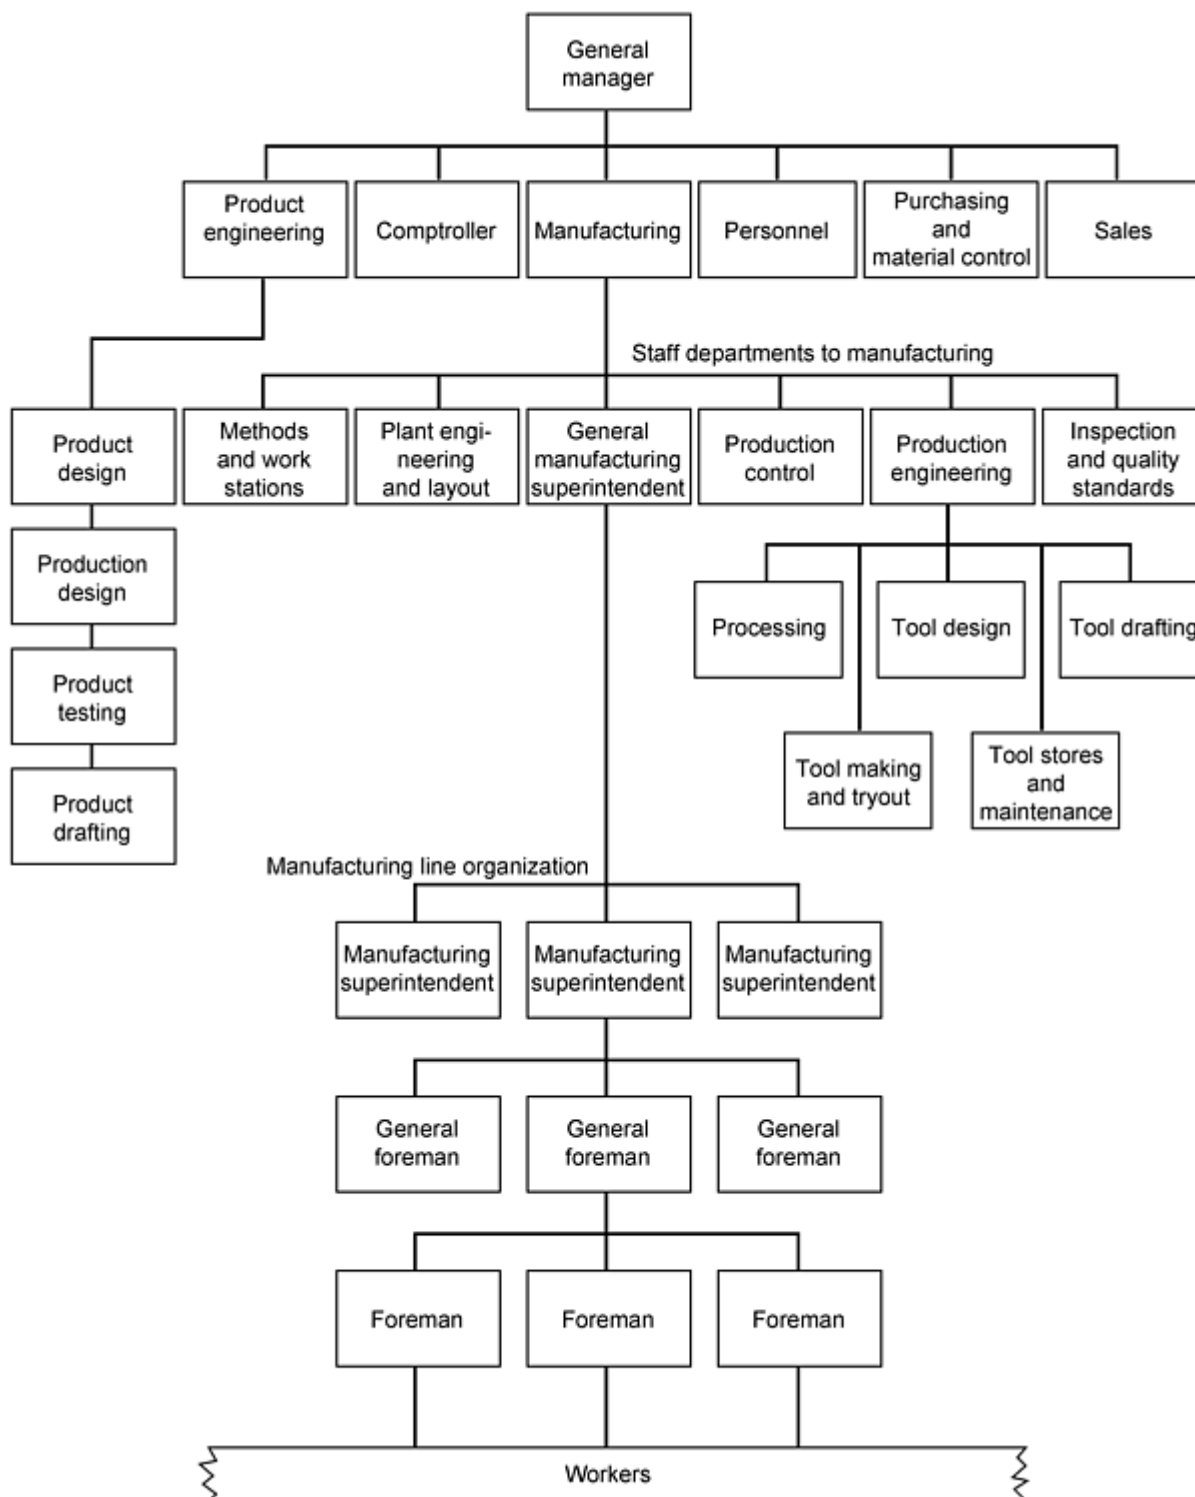 General
manager
Product
engineering
Comptroller
Manufacturing
Personnel
Purchasing
and
material control
Sales
Staff departments to manufacturing
Product
design
Methods
and work
stations
Plant engi-
neering
and layout
General
manufacturing
superintendent
Production
control
Production
engineering
Inspection
and quality
standards
Production
design
Processing
Tool design
Tool drafting
Product
testing
Tool making
and tryout
Tool stores
and
maintenance
Product
drafting
Manufacturing line organization
Manufacturing
superintendent
Manufacturing
superintendent
Manufacturing
superintendent
General
foreman
General
foreman
General
foreman
Foreman
Foreman
Foreman
Workers